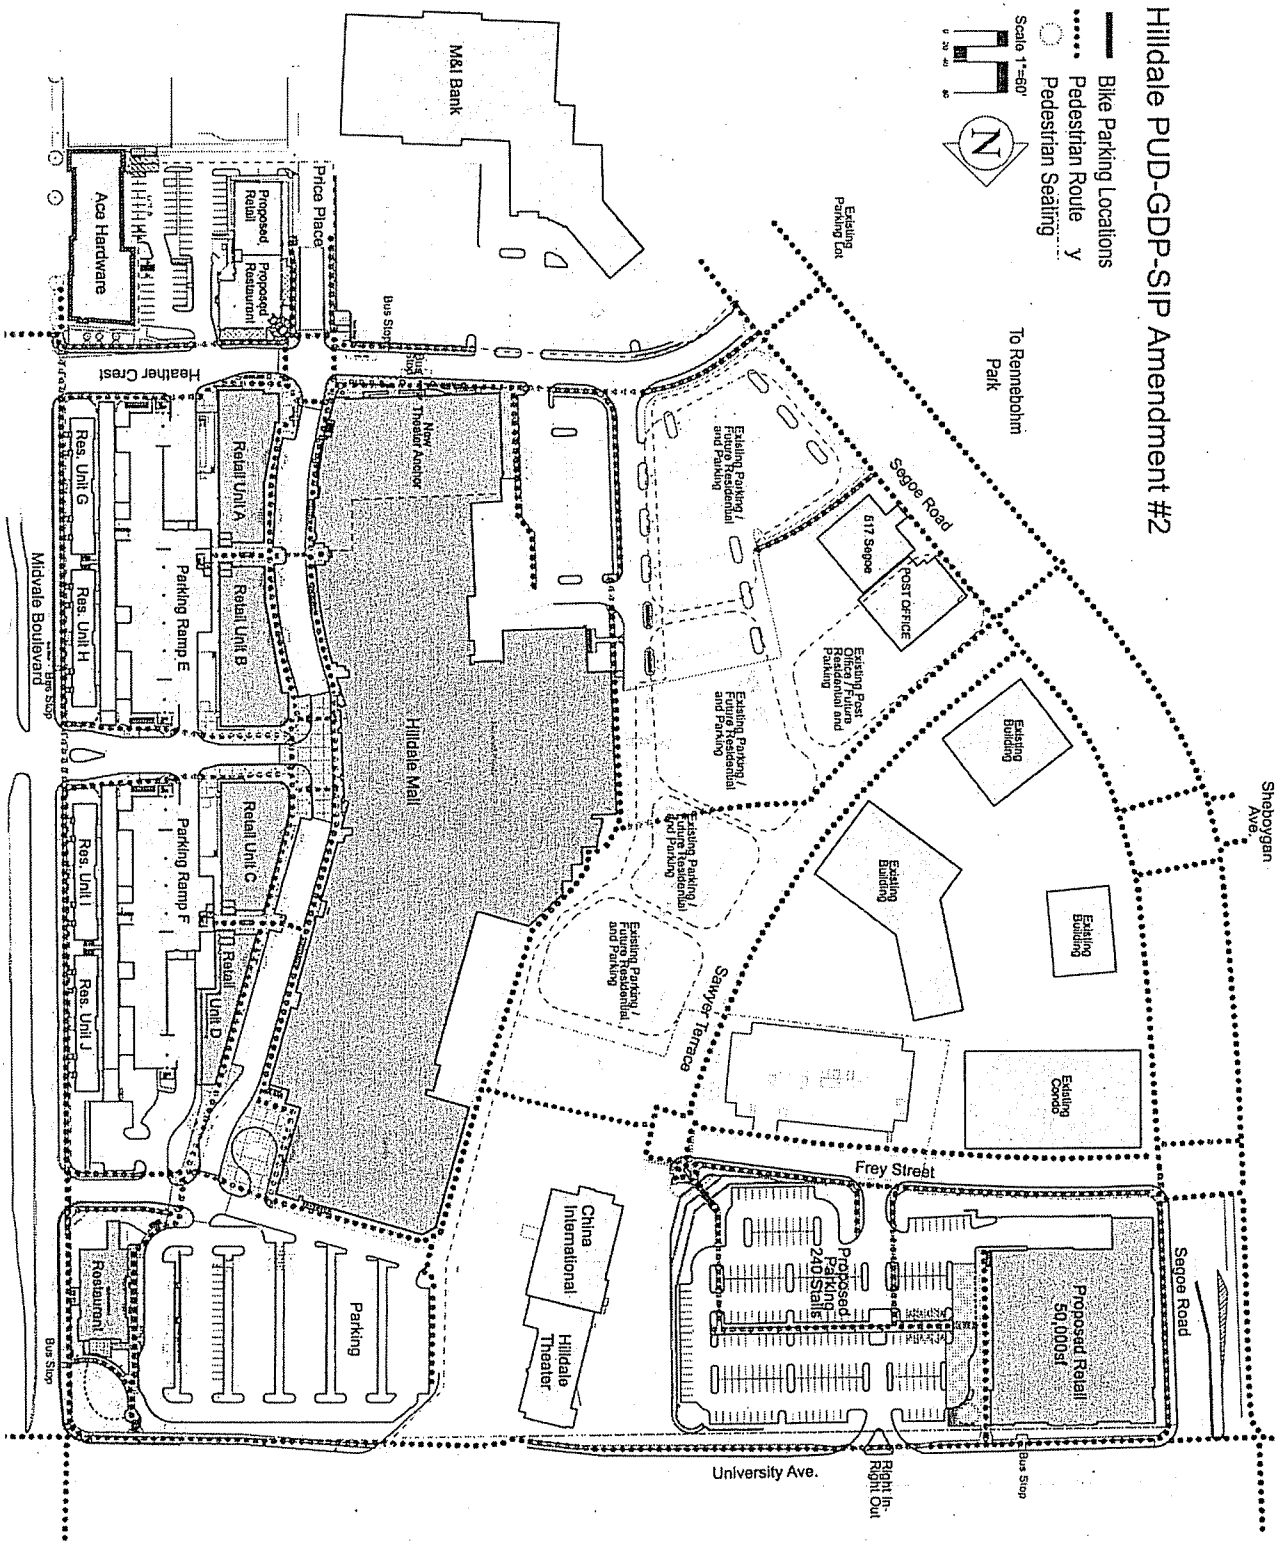 Hilldale PUD-GDP-SIP Amendment #2
Bike Parking Locations
Pedestrian Route y
Pedestrian Seating
Scale 1"=60'
0 20 40
N
M&I Bank
Existing
Parking Lot
To Rennebohm
Park
Sheboygan
Ave.
Price Place
Proposed
Retail
Proposed
Restaurant
Ace Hardware
Bus Stop
Bus
Heather Crest
New
Theater Anchor
Existing Parking /
Future Residential
and Parking
Segoe Road
517 Segoe
POST OFFICE
Existing Post
Office / Future
Residential and
Parking
Existing
Building
Existing Parking /
Future Residential
and Parking
Existing Parking /
Future Residential
and Parking
Existing Parking /
Future Residential
and Parking
Existing
Building
Existing
Building
Existing
Condo
Sawyer Terrace
Hilldale Mall
Retail Unit A
Retail Unit B
Retail Unit C
Retail
Unit D
Parking Ramp E
Parking Ramp F
Res. Unit G
Res. Unit H
Res. Unit I
Res. Unit J
Midvale Boulevard
Bus Stop
Frey Street
Segoe Road
Proposed Retail
50,000sf
Proposed
Parking
240 Stalls
China
International
Hilldale
Theater
Parking
Restaurant
Bus Stop
University Ave.
Right In-
Right Out
Bus Stop